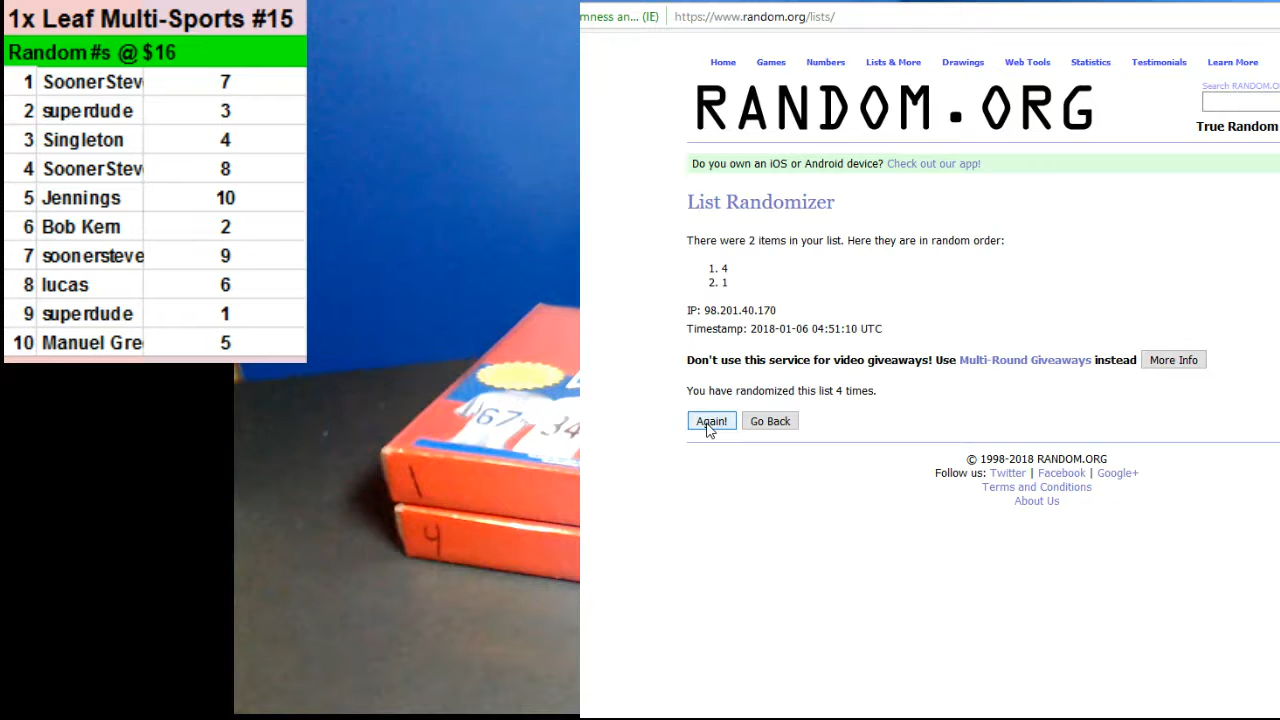 1x Leaf Multi-Sports #15
Random #s @ $16
1 SoonerStev 7
2 superdude 3
3 Singleton 4
4 SoonerStev 8
5 Jennings 10
6 Bob Kern 2
7 soonersteve 9
8 lucas 6
9 superdude 1
10 Manuel Gre 5
1
4
mness an... (IE) https://www.random.org/lists/
Home Games Numbers Lists & More Drawings Web Tools Statistics Testimonials Learn More
Search RANDOM.O
RANDOM.ORG
True Random
Do you own an iOS or Android device? Check out our app!
List Randomizer
There were 2 items in your list. Here they are in random order:
1. 4
2. 1
IP: 98.201.40.170
Timestamp: 2018-01-06 04:51:10 UTC
Don't use this service for video giveaways! Use Multi-Round Giveaways instead More Info
You have randomized this list 4 times.
Again! Go Back
© 1998-2018 RANDOM.ORG
Follow us: Twitter | Facebook | Google+
Terms and Conditions
About Us